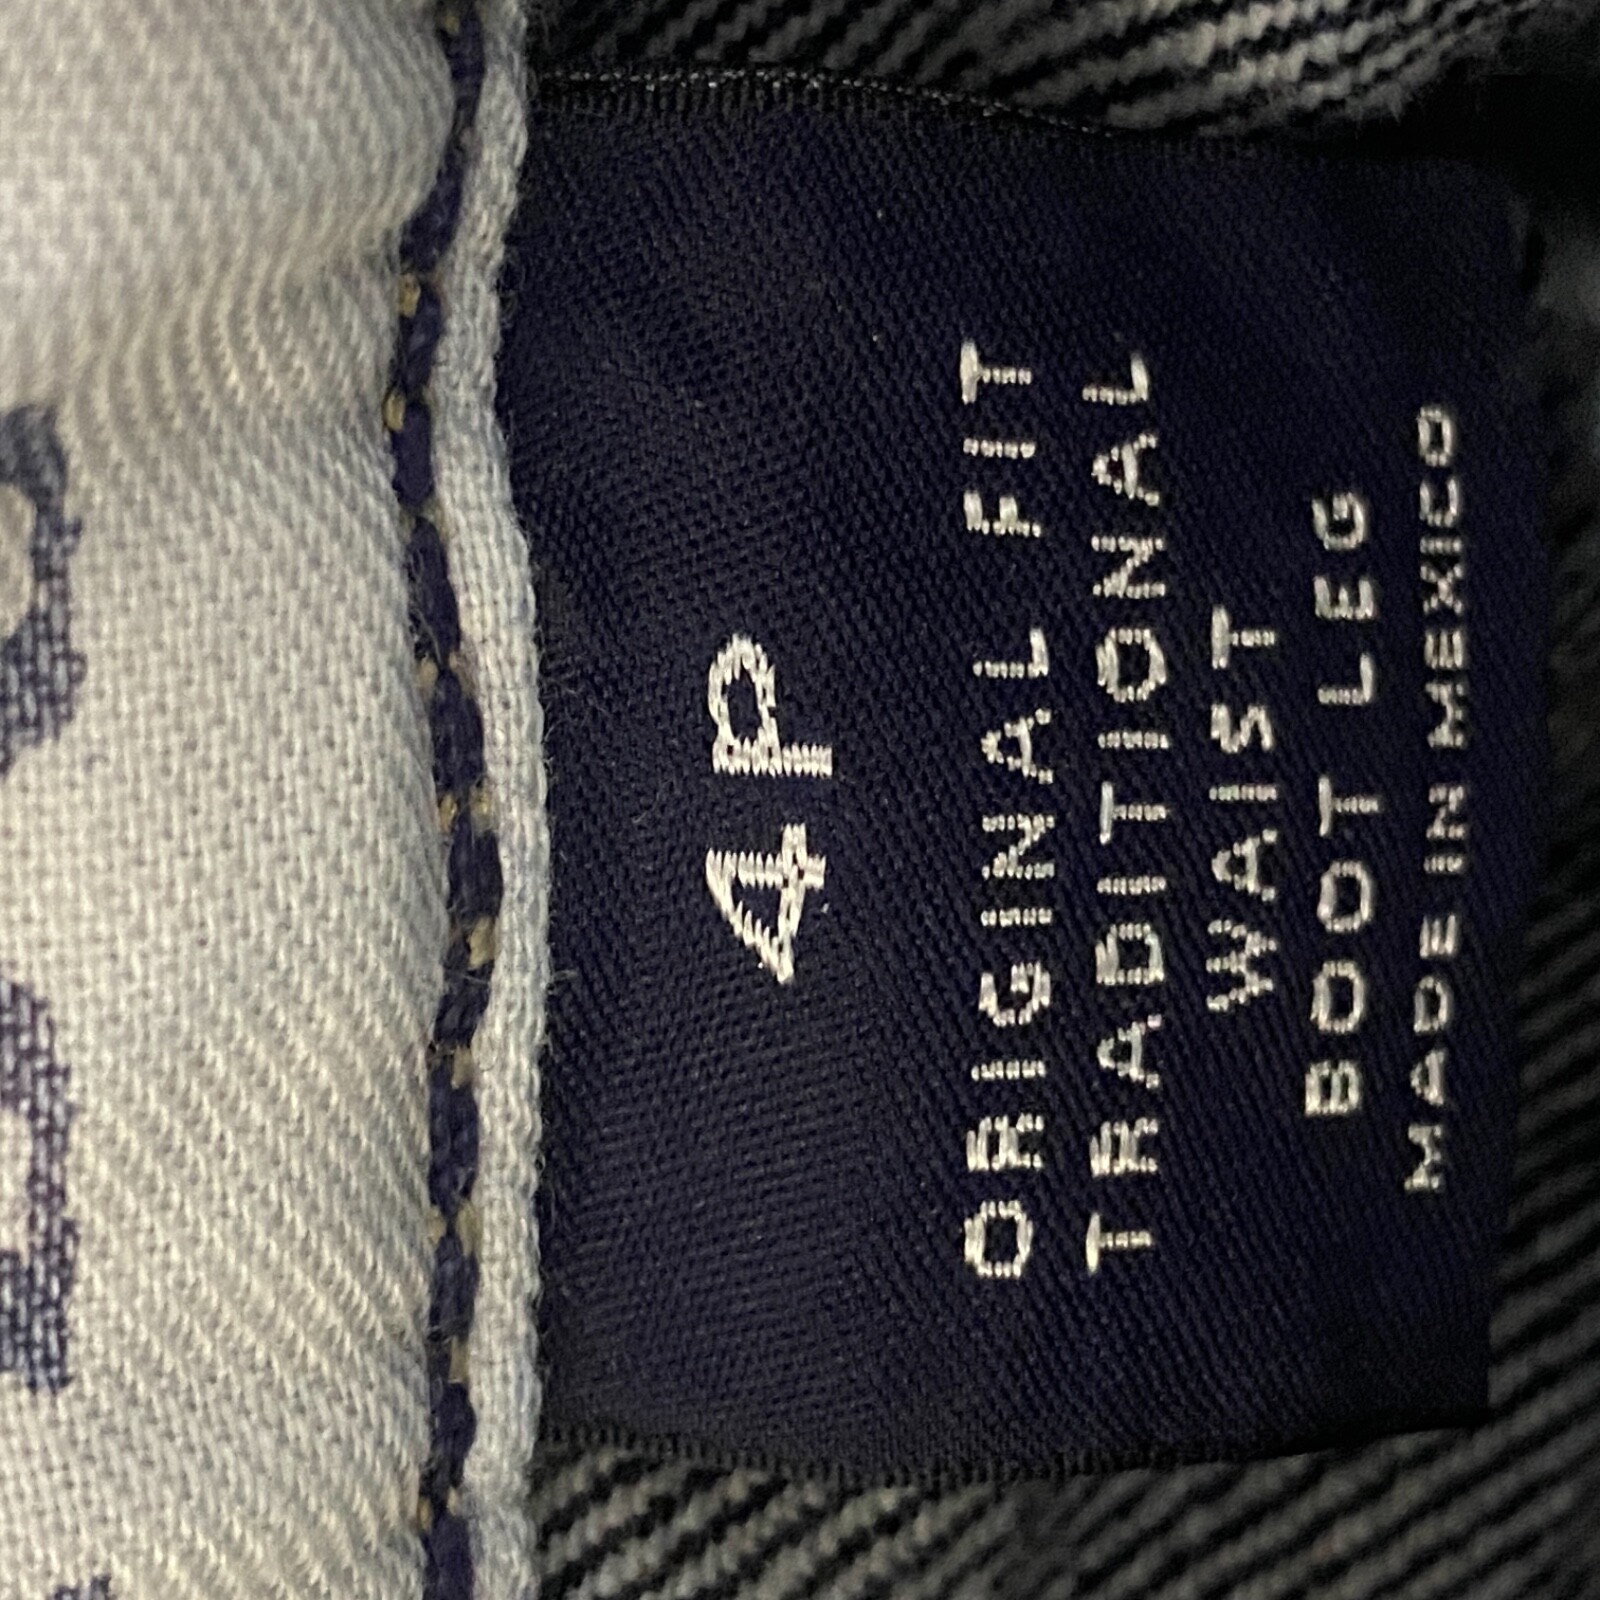 4P
ORIGINAL FIT
TRADITIONAL
WAIST
BOOT LEG
MADE IN MEXICO